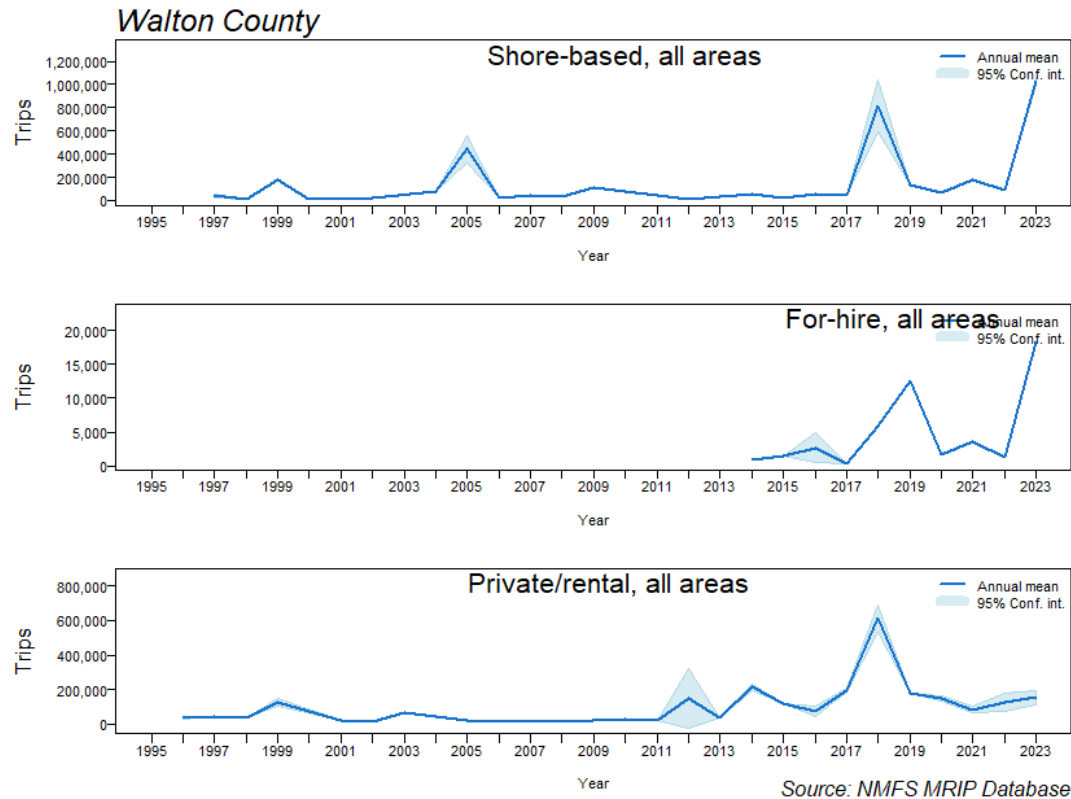 Walton County
Shore-based, all areas
Annual mean
95% Conf. int.
Trips
1,200,000
1,000,000
800,000
600,000
400,000
200,000
0
1995 1997 1999 2001 2003 2005 2007 2009 2011 2013 2015 2017 2019 2021 2023
Year
For-hire, all areas
Annual mean
95% Conf. int.
Trips
20,000
15,000
10,000
5,000
0
1995 1997 1999 2001 2003 2005 2007 2009 2011 2013 2015 2017 2019 2021 2023
Year
Private/rental, all areas
Annual mean
95% Conf. int.
Trips
800,000
600,000
400,000
200,000
0
1995 1997 1999 2001 2003 2005 2007 2009 2011 2013 2015 2017 2019 2021 2023
Year
Source: NMFS MRIP Database